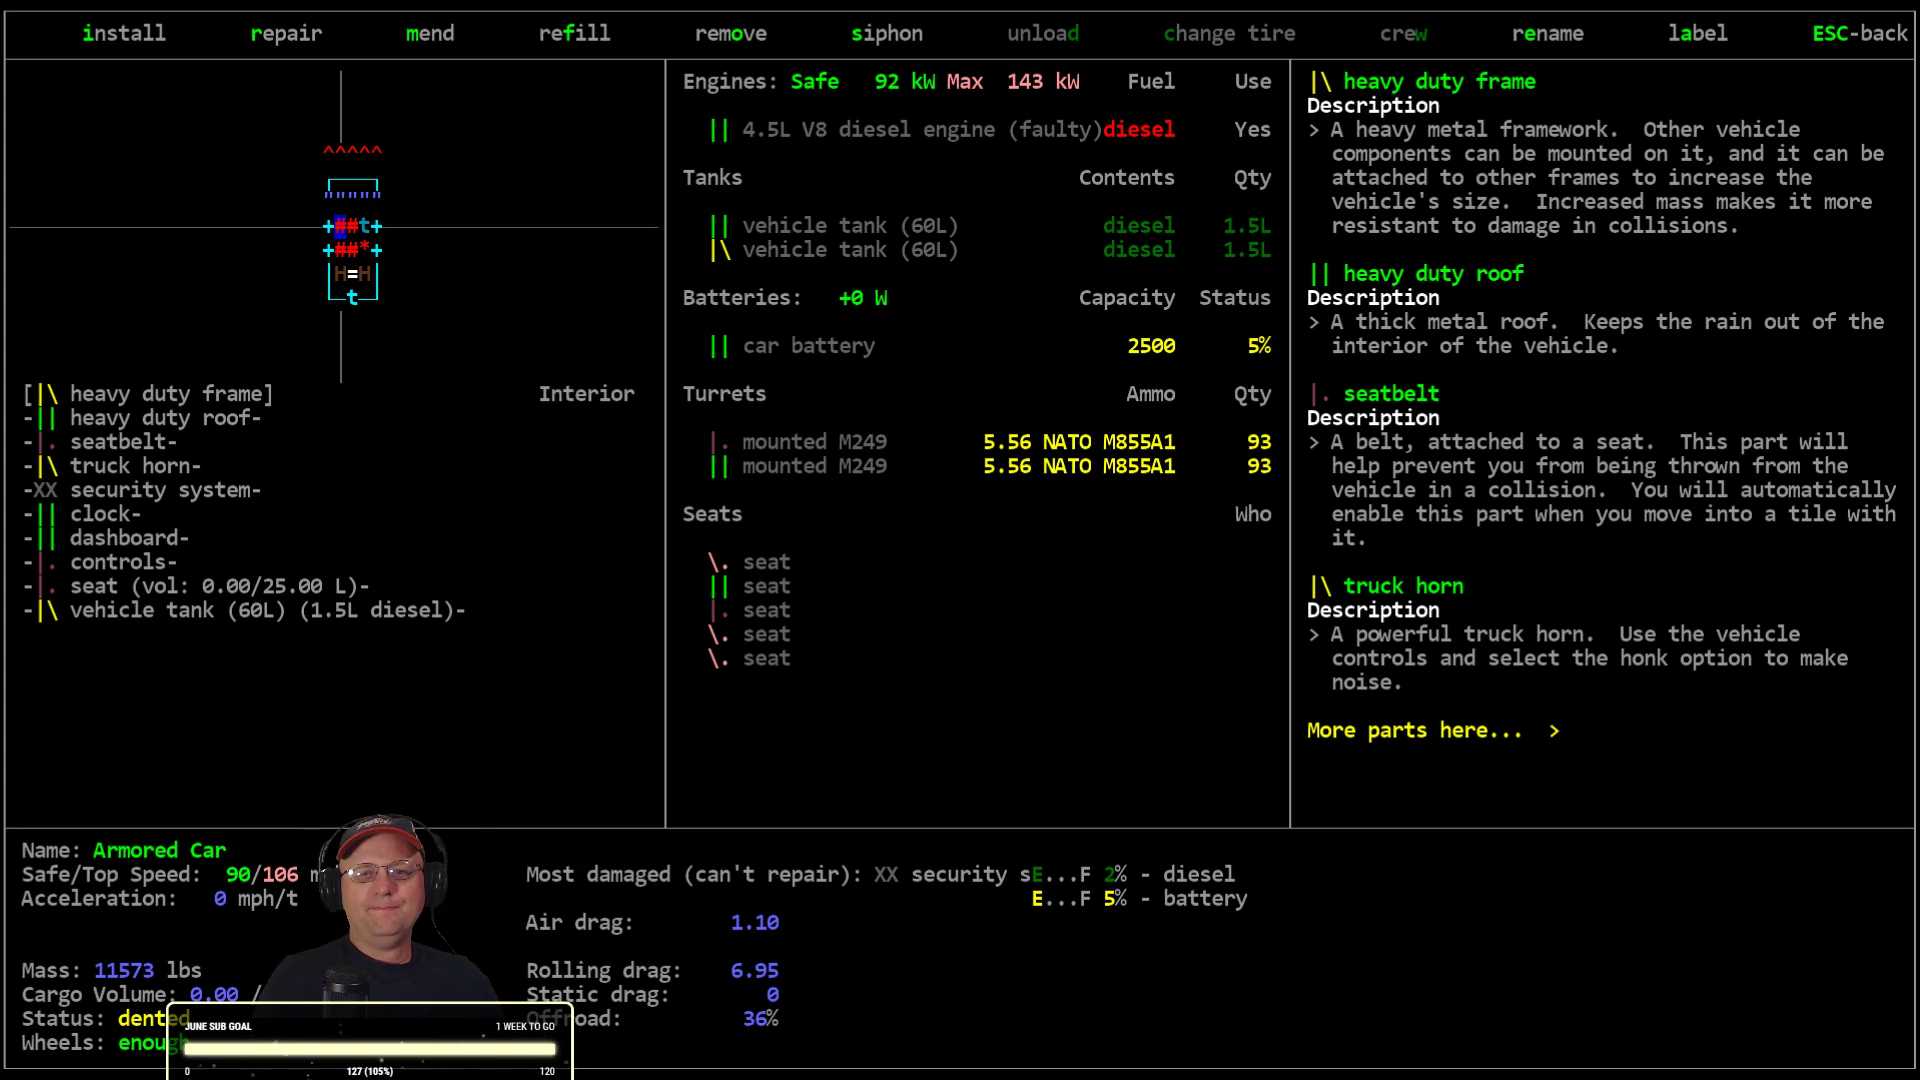 install repair mend refill remove siphon unload change tire crew rename label ESC-back
^^^^^
"""""
+##t+
+##*+
H=H
t
[|\ heavy duty frame] Interior
-|| heavy duty roof-
-|. seatbelt-
-|\ truck horn-
-XX security system-
-|| clock-
-|| dashboard-
-|. controls-
-|. seat (vol: 0.00/25.00 L)-
-|\ vehicle tank (60L) (1.5L diesel)-
Engines: Safe 92 kW Max 143 kW Fuel Use
|| 4.5L V8 diesel engine (faulty)diesel Yes
Tanks Contents Qty
|| vehicle tank (60L) diesel 1.5L
|\ vehicle tank (60L) diesel 1.5L
Batteries: +0 W Capacity Status
|| car battery 2500 5%
Turrets Ammo Qty
|. mounted M249 5.56 NATO M855A1 93
|| mounted M249 5.56 NATO M855A1 93
Seats Who
\. seat
|| seat
|. seat
\. seat
\. seat
|\ heavy duty frame
Description
> A heavy metal framework. Other vehicle
components can be mounted on it, and it can be
attached to other frames to increase the
vehicle's size. Increased mass makes it more
resistant to damage in collisions.
|| heavy duty roof
Description
> A thick metal roof. Keeps the rain out of the
interior of the vehicle.
|. seatbelt
Description
> A belt, attached to a seat. This part will
help prevent you from being thrown from the
vehicle in a collision. You will automatically
enable this part when you move into a tile with
it.
|\ truck horn
Description
> A powerful truck horn. Use the vehicle
controls and select the honk option to make
noise.
More parts here... >
Name: Armored Car
Safe/Top Speed: 90/106 m
Acceleration: 0 mph/t
Mass: 11573 lbs
Cargo Volume: 0.00 /
Status: dented
Wheels: enough
Most damaged (can't repair): XX security sE...F 2% - diesel
E...F 5% - battery
Air drag: 1.10
Rolling drag: 6.95
Static drag: 0
Offroad: 36%
JUNE SUB GOAL 1 WEEK TO GO
0 127 (105%) 120